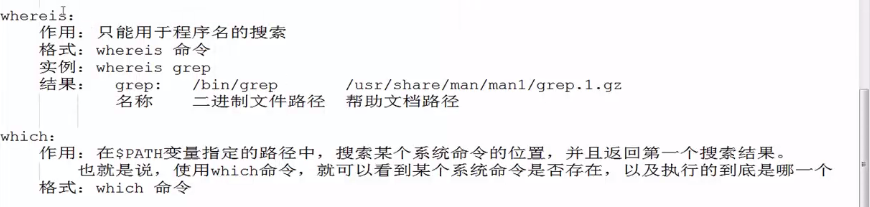 whereis:
作用: 只能用于程序名的搜索
格式: whereis 命令
实例: whereis grep
结果: grep: /bin/grep /usr/share/man/man1/grep.1.gz
名称 二进制文件路径 帮助文档路径
which:
作用: 在$PATH变量指定的路径中，搜索某个系统命令的位置，并且返回第一个搜索结果。
也就是说，使用which命令，就可以看到某个系统命令是否存在，以及执行的到底是哪一个
格式: which 命令